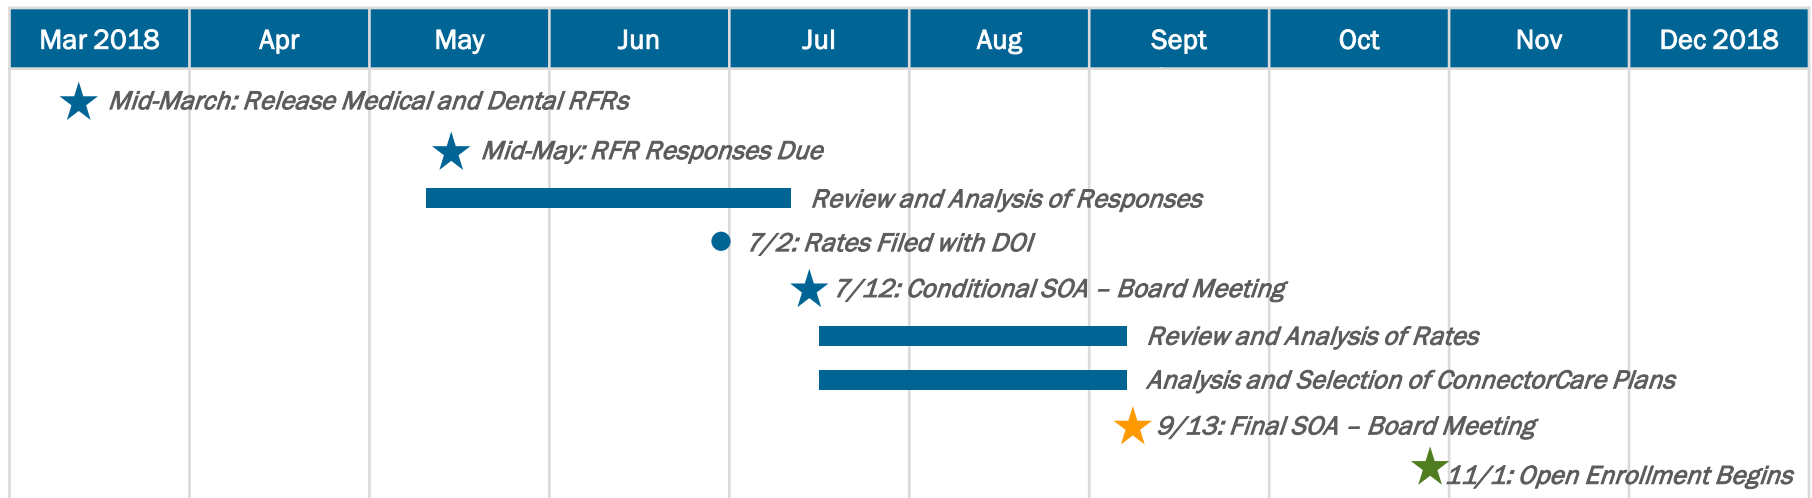 Mar 2018 Apr May Jun Jul Aug Sept Oct Nov Dec 2018
Mid-March: Release Medical and Dental RFRs
Mid-May: RFR Responses Due
Review and Analysis of Responses
7/2: Rates Filed with DOI
7/12: Conditional SOA – Board Meeting
Review and Analysis of Rates
Analysis and Selection of ConnectorCare Plans
9/13: Final SOA – Board Meeting
11/1: Open Enrollment Begins